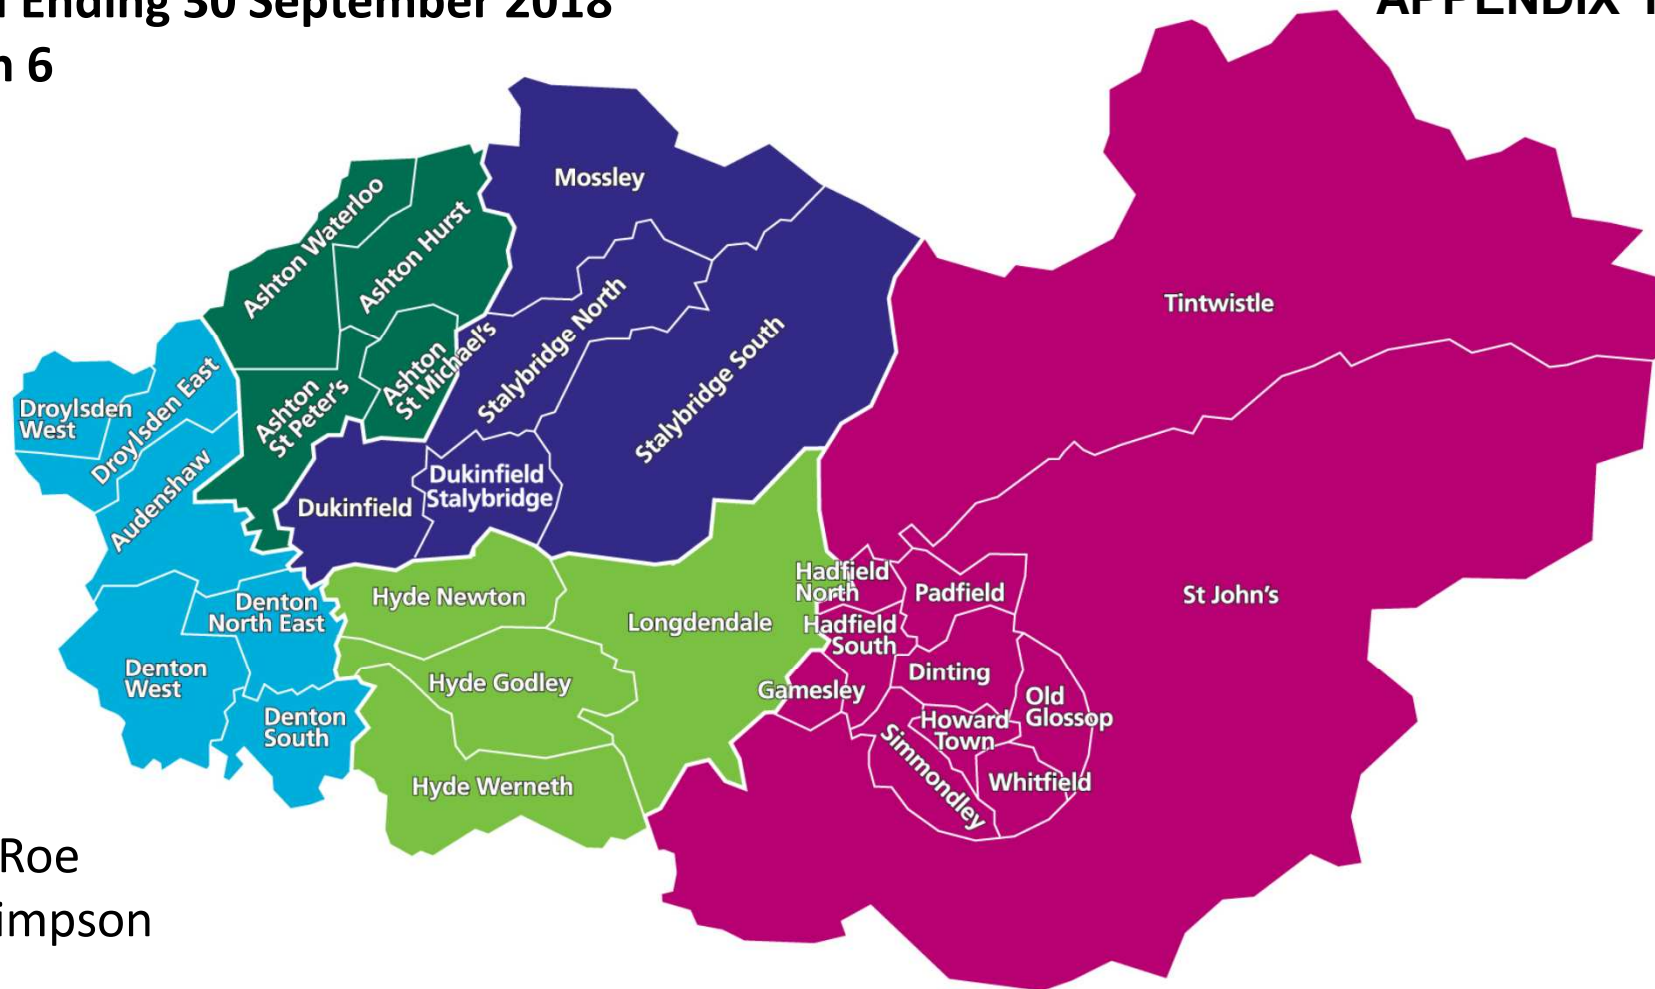 Ending 30 September 2018
APPENDIX
6
Mossley
Ashton Waterloo
Ashton Hurst
Tintwistle
Stalybridge North
Stalybridge South
Ashton
St Michael's
Ashton
St Peter's
Droylsden
West
Droylsden East
Audenshaw
Dukinfield
Dukinfield
Stalybridge
Hadfield
North
Padfield
St John's
Hyde Newton
Denton
North East
Longdendale
Hadfield
South
Denton
West
Hyde Godley
Gamesley
Dinting
Old
Glossop
Denton
South
Howard
Town
Simmondley
Whitfield
Hyde Werneth
Roe
impson